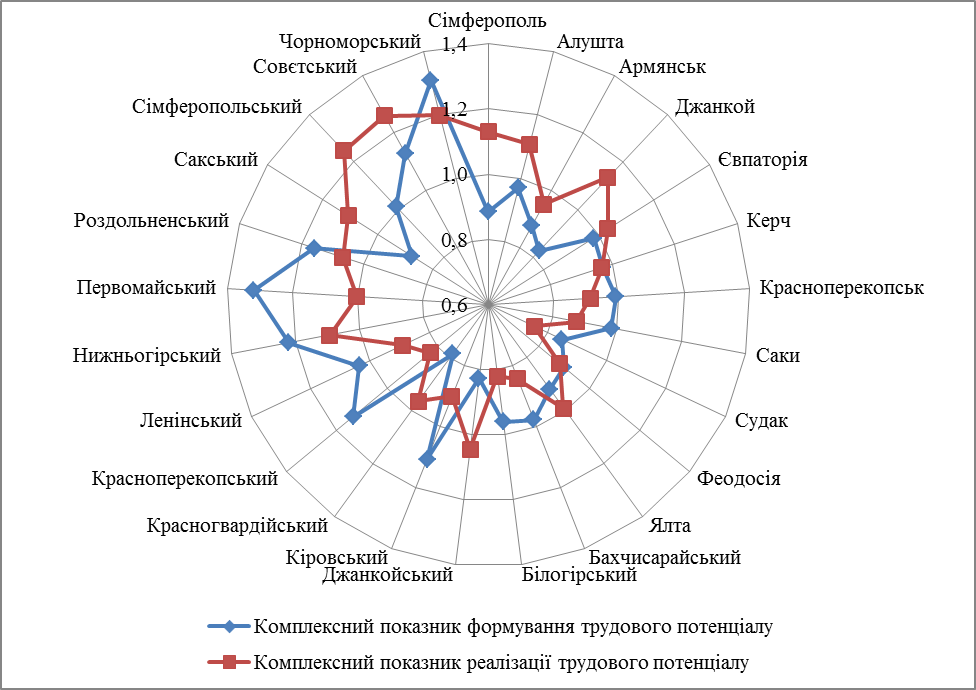 Сімферополь
Алушта
Армянськ
Джанкой
Євпаторія
Керч
Красноперекопськ
Саки
Судак
Феодосія
Ялта
Бахчисарайський
Білогірський
Джанкойський
Кіровський
Красногвардійський
Красноперекопський
Ленінський
Нижньогірський
Первомайський
Роздольненський
Сакський
Сімферопольський
Совєтський
Чорноморський
1,4
1,2
1,0
0,8
0,6
Комплексний показник формування трудового потенціалу
Комплексний показник реалізації трудового потенціалу